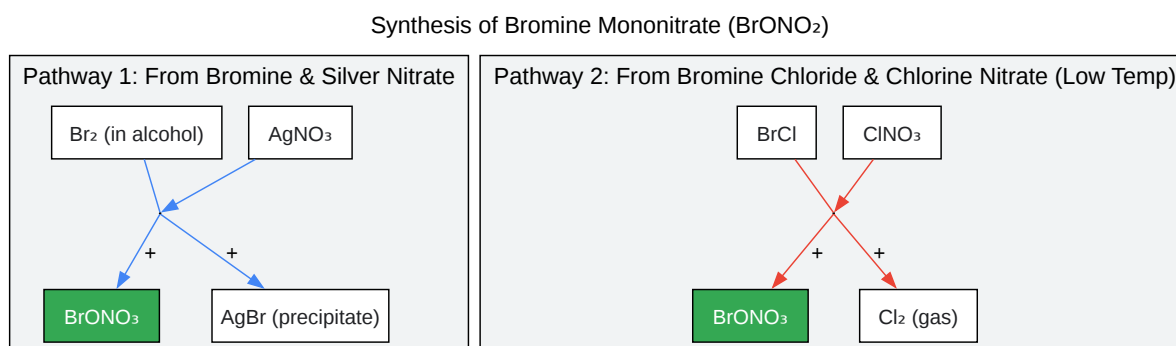 Synthesis of Bromine Mononitrate (BrONO₂)
Pathway 1: From Bromine & Silver Nitrate
Br₂ (in alcohol)
AgNO₃
+
+
BrONO₃
AgBr (precipitate)
Pathway 2: From Bromine Chloride & Chlorine Nitrate (Low Temp)
BrCl
ClNO₃
+
+
BrONO₃
Cl₂ (gas)